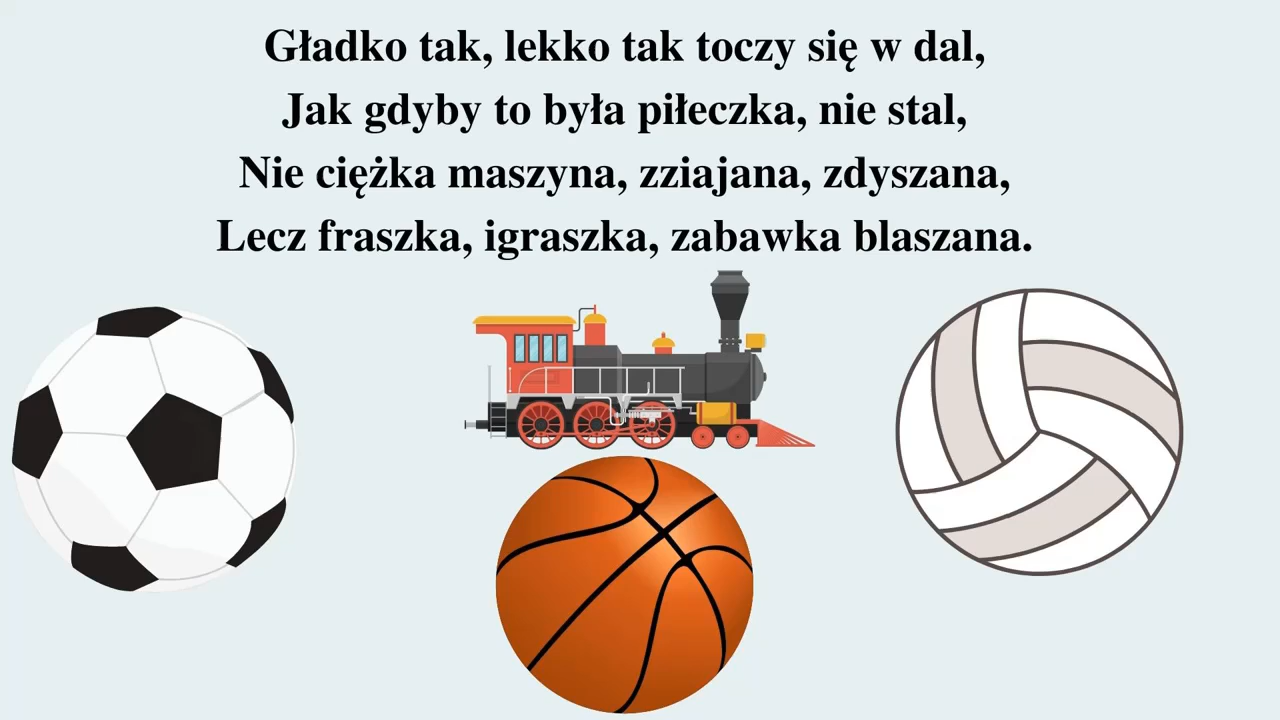 Gładko tak, lekko tak toczy się w dal,
Jak gdyby to była piłeczka, nie stal,
Nie ciężka maszyna, zziajana, zdyszana,
Lecz fraszka, igraszka, zabawka blaszana.